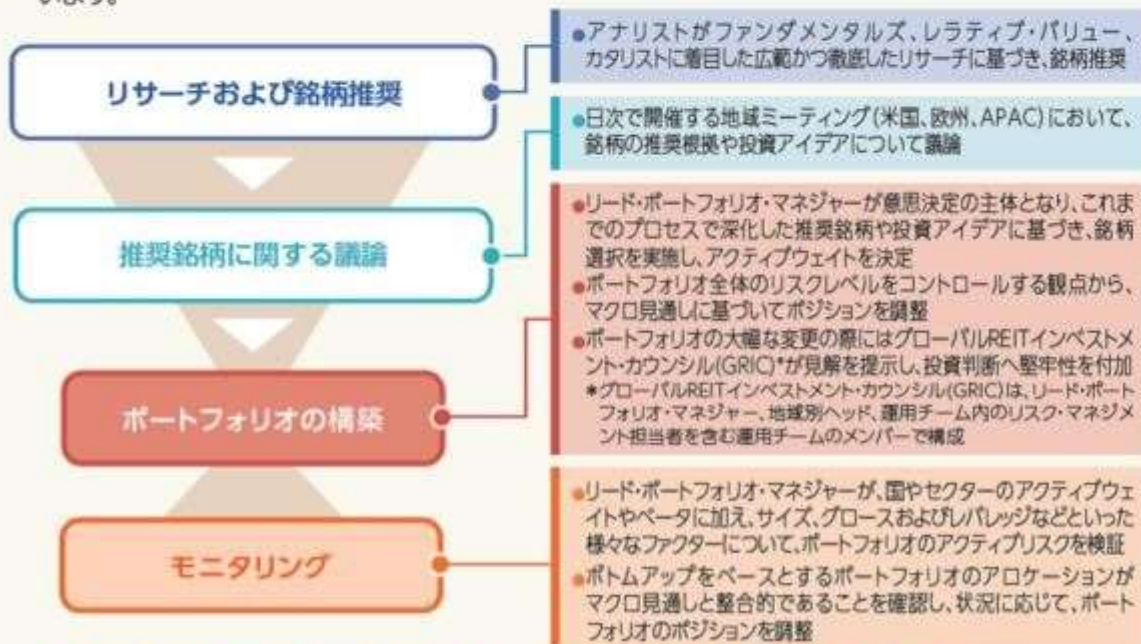 います。
リサーチおよび銘柄推奨
●アナリストがファンダメンタルズ、レラティブ・バリュー、
カタリストに着目した広範かつ徹底したリサーチに基づき、銘柄推奨
推奨銘柄に関する議論
●日次で開催する地域ミーティング(米国、欧州、APAC)において、
銘柄の推奨根拠や投資アイデアについて議論
ポートフォリオの構築
●リード・ポートフォリオ・マネジャーが意思決定の主体となり、これま
でのプロセスで深化した推奨銘柄や投資アイデアに基づき、銘柄
選択を実施し、アクティブウェイトを決定
●ポートフォリオ全体のリスクレベルをコントロールする観点から、
マクロ見通しに基づいてポジションを調整
●ポートフォリオの大幅な変更の際にはグローバルREITインベストメ
ント・カウンシル(GRIC)*が見解を提示し、投資判断へ堅牢性を付加
*グローバルREITインベストメント・カウンシル(GRIC)は、リード・ポート
フォリオ・マネジャー、地域別ヘッド、運用チーム内のリスク・マネジメ
ント担当者を含む運用チームのメンバーで構成
モニタリング
●リード・ポートフォリオ・マネジャーが、国やセクターのアクティブウェ
イトやベータに加え、サイズ、グロースおよびレバレッジなどといった
様々なファクターについて、ポートフォリオのアクティブリスクを検証
●ボトムアップをベースとするポートフォリオのアロケーションが
マクロ見通しと整合的であることを確認し、状況に応じて、ポート
フォリオのポジションを調整